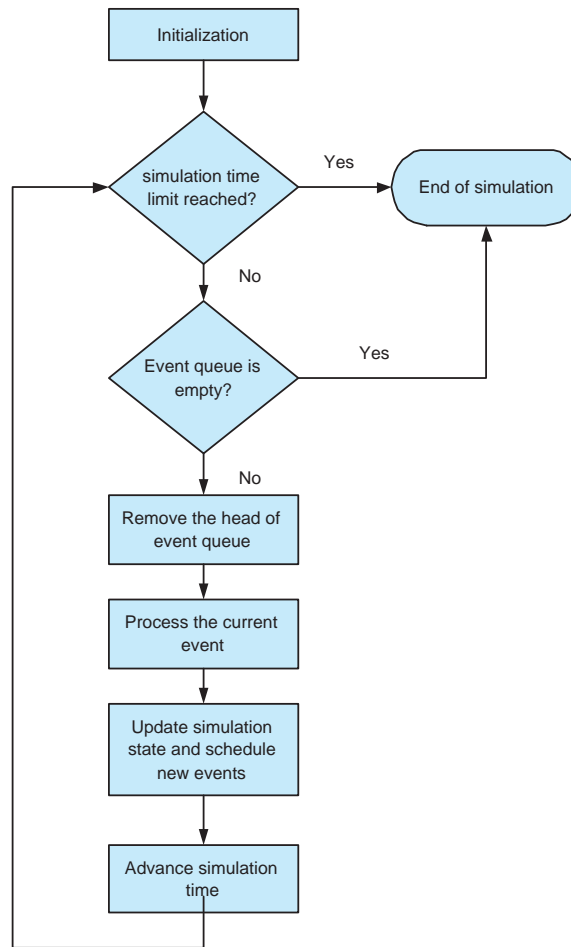 Initialization
simulation time
limit reached?
Yes
End of simulation
No
Event queue is
empty?
Yes
No
Remove the head of
event queue
Process the current
event
Update simulation
state and schedule
new events
Advance simulation
time